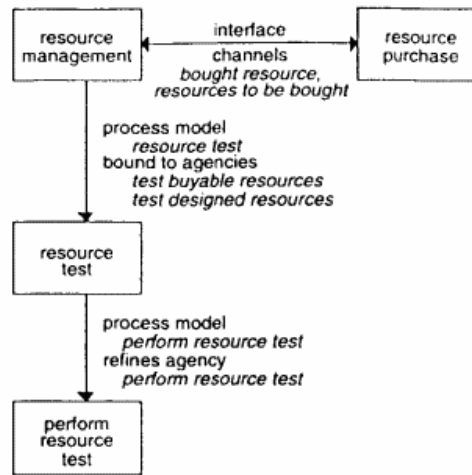 resource
management
interface
channels
bought resource,
resources to be bought
resource
purchase
process model
resource test
bound to agencies
test buyable resources
test designed resources
resource
test
process model
perform resource test
refines agency
perform resource test
perform
resource
test